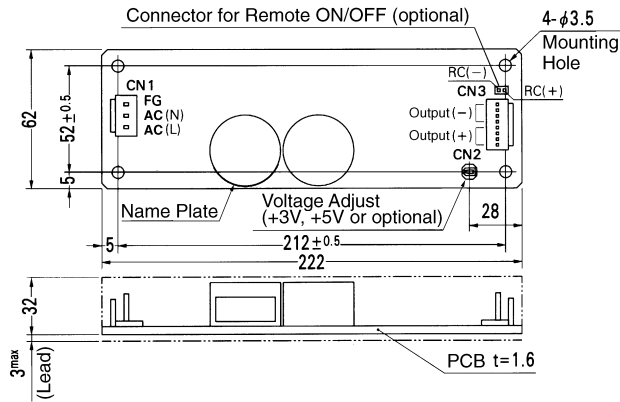 Connector for Remote ON/OFF (optional)
4-ϕ3.5
Mounting
Hole
RC(−)
CN1
CN3
RC(+)
FG
AC(N)
AC(L)
Output(−)
Output(+)
CN2
62
52±0.5
5
Name Plate
Voltage Adjust
(+3V, +5V or optional)
28
5
212±0.5
222
32
3max
(Lead)
PCB t=1.6